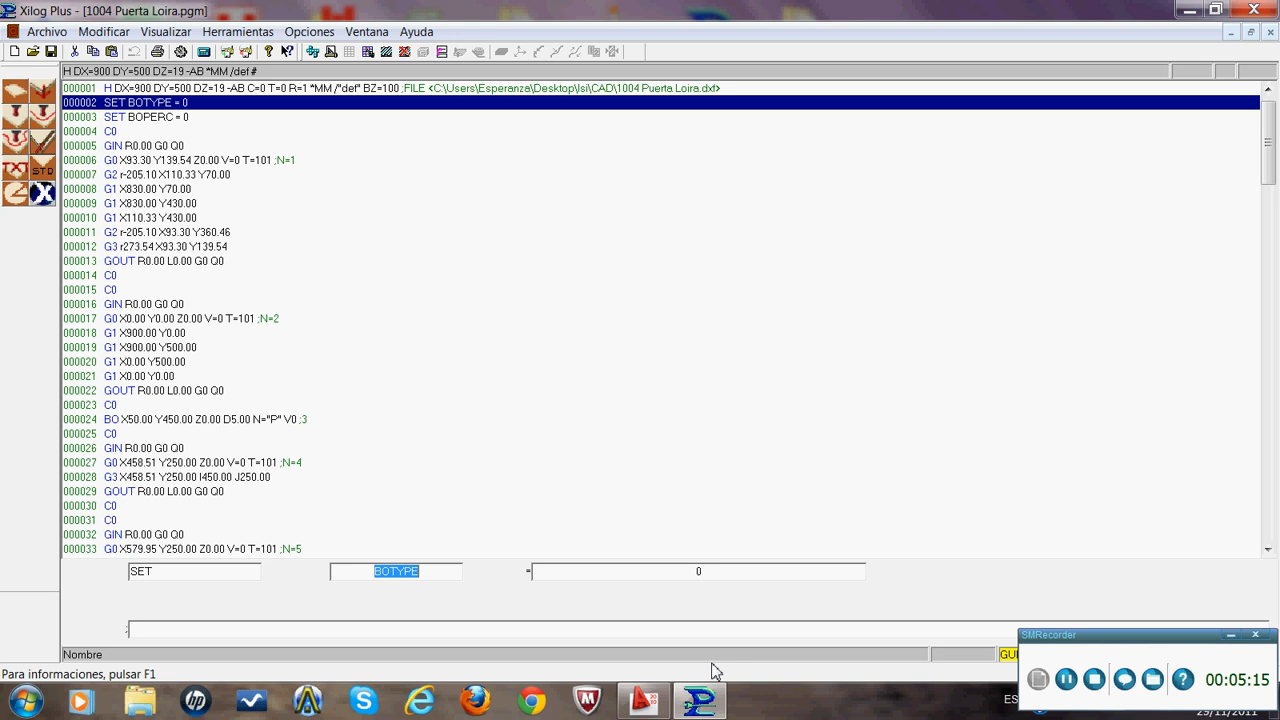 Xilog Plus - [1004 Puerta Loira.pgm]
Archivo Modificar Visualizar Herramientas Opciones Ventana Ayuda
H DX=900 DY=500 DZ=19 -AB *MM /def #
000001 H DX=900 DY=500 DZ=19 -AB C=0 T=0 R=1 *MM /"def" BZ=100 ;FILE <C:\Users\Esperanza\Desktop\Isi\CAD\1004 Puerta Loira.dxf>
000002 SET BOTYPE = 0
000003 SET BOPERC = 0
000004 C0
000005 GIN R0.00 G0 Q0
000006 G0 X93.30 Y139.54 Z0.00 V=0 T=101 ;N=1
000007 G2 r-205.10 X110.33 Y70.00
000008 G1 X830.00 Y70.00
000009 G1 X830.00 Y430.00
000010 G1 X110.33 Y430.00
000011 G2 r-205.10 X93.30 Y360.46
000012 G3 r273.54 X93.30 Y139.54
000013 GOUT R0.00 L0.00 G0 Q0
000014 C0
000015 C0
000016 GIN R0.00 G0 Q0
000017 G0 X0.00 Y0.00 Z0.00 V=0 T=101 ;N=2
000018 G1 X900.00 Y0.00
000019 G1 X900.00 Y500.00
000020 G1 X0.00 Y500.00
000021 G1 X0.00 Y0.00
000022 GOUT R0.00 L0.00 G0 Q0
000023 C0
000024 BO X50.00 Y450.00 Z0.00 D5.00 N="P" V0 ;3
000025 C0
000026 GIN R0.00 G0 Q0
000027 G0 X458.51 Y250.00 Z0.00 V=0 T=101 ;N=4
000028 G3 X458.51 Y250.00 I450.00 J250.00
000029 GOUT R0.00 L0.00 G0 Q0
000030 C0
000031 C0
000032 GIN R0.00 G0 Q0
000033 G0 X579.95 Y250.00 Z0.00 V=0 T=101 ;N=5
TXT STD
SET BOTYPE = 0
;
SMRecorder
Nombre GUI
Para informaciones, pulsar F1
00:05:15
ES
29/11/2011